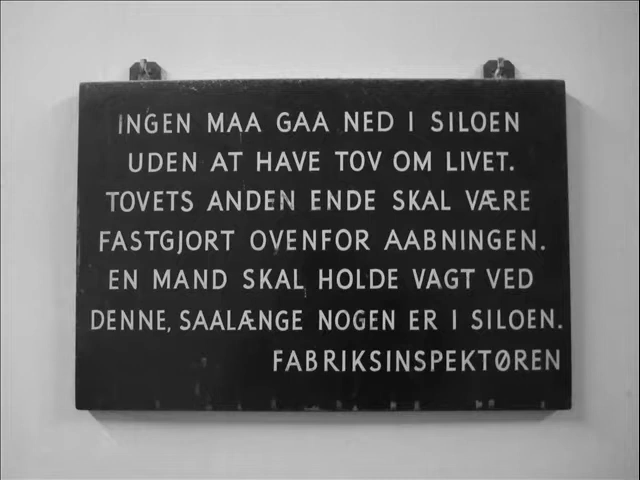 INGEN MAA GAA NED I SILOEN
UDEN AT HAVE TOV OM LIVET.
TOVETS ANDEN ENDE SKAL VÆRE
FASTGJORT OVENFOR AABNINGEN.
EN MAND SKAL HOLDE VAGT VED
DENNE, SAALÆNGE NOGEN ER I SILOEN.
FABRIKSINSPEKTØREN